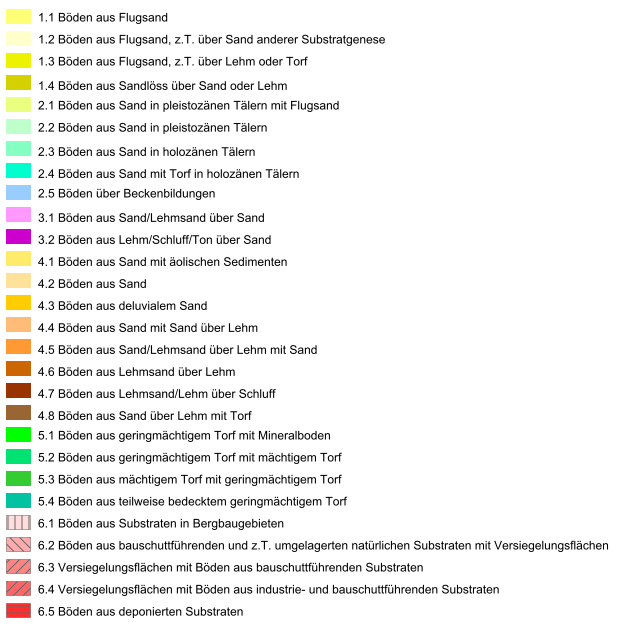 1.1 Böden aus Flugsand
1.2 Böden aus Flugsand, z.T. über Sand anderer Substratgenese
1.3 Böden aus Flugsand, z.T. über Lehm oder Torf
1.4 Böden aus Sandlöss über Sand oder Lehm
2.1 Böden aus Sand in pleistozänen Tälern mit Flugsand
2.2 Böden aus Sand in pleistozänen Tälern
2.3 Böden aus Sand in holozänen Tälern
2.4 Böden aus Sand mit Torf in holozänen Tälern
2.5 Böden über Beckenbildungen
3.1 Böden aus Sand/Lehmsand über Sand
3.2 Böden aus Lehm/Schluff/Ton über Sand
4.1 Böden aus Sand mit äolischen Sedimenten
4.2 Böden aus Sand
4.3 Böden aus deluvialem Sand
4.4 Böden aus Sand mit Sand über Lehm
4.5 Böden aus Sand/Lehmsand über Lehm mit Sand
4.6 Böden aus Lehmsand über Lehm
4.7 Böden aus Lehmsand/Lehm über Schluff
4.8 Böden aus Sand über Lehm mit Torf
5.1 Böden aus geringmächtigem Torf mit Mineralboden
5.2 Böden aus geringmächtigem Torf mit mächtigem Torf
5.3 Böden aus mächtigem Torf mit geringmächtigem Torf
5.4 Böden aus teilweise bedecktem geringmächtigem Torf
6.1 Böden aus Substraten in Bergbaugebieten
6.2 Böden aus bauschuttführenden und z.T. umgelagerten natürlichen Substraten mit Versiegelungsflächen
6.3 Versiegelungsflächen mit Böden aus bauschuttführenden Substraten
6.4 Versiegelungsflächen mit Böden aus industrie- und bauschuttführenden Substraten
6.5 Böden aus deponierten Substraten